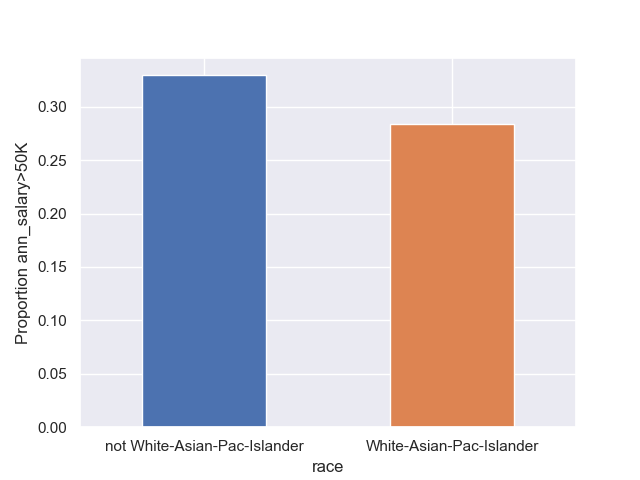 0.30
0.25
0.20
0.15
0.10
0.05
0.00
Proportion ann_salary>50K
not White-Asian-Pac-Islander
White-Asian-Pac-Islander
race